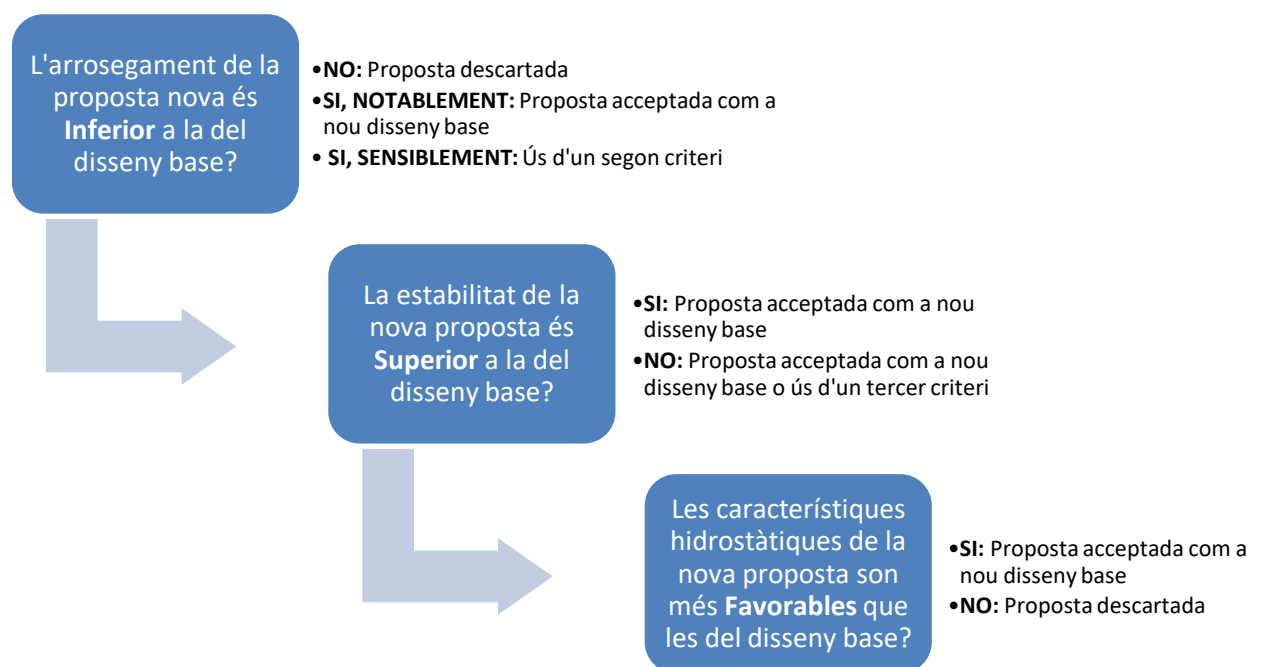 L'arrosegament de la
proposta nova és
Inferior a la del
disseny base?
•NO: Proposta descartada
•SI, NOTABLEMENT: Proposta acceptada com a
nou disseny base
• SI, SENSIBLEMENT: Ús d'un segon criteri
La estabilitat de la
nova proposta és
Superior a la del
disseny base?
•SI: Proposta acceptada com a nou
disseny base
•NO: Proposta acceptada com a nou
disseny base o ús d'un tercer criteri
Les característíques
hidrostàtiques de la
nova proposta son
més Favorables que
les del disseny base?
•SI: Proposta acceptada com a
nou disseny base
•NO: Proposta descartada